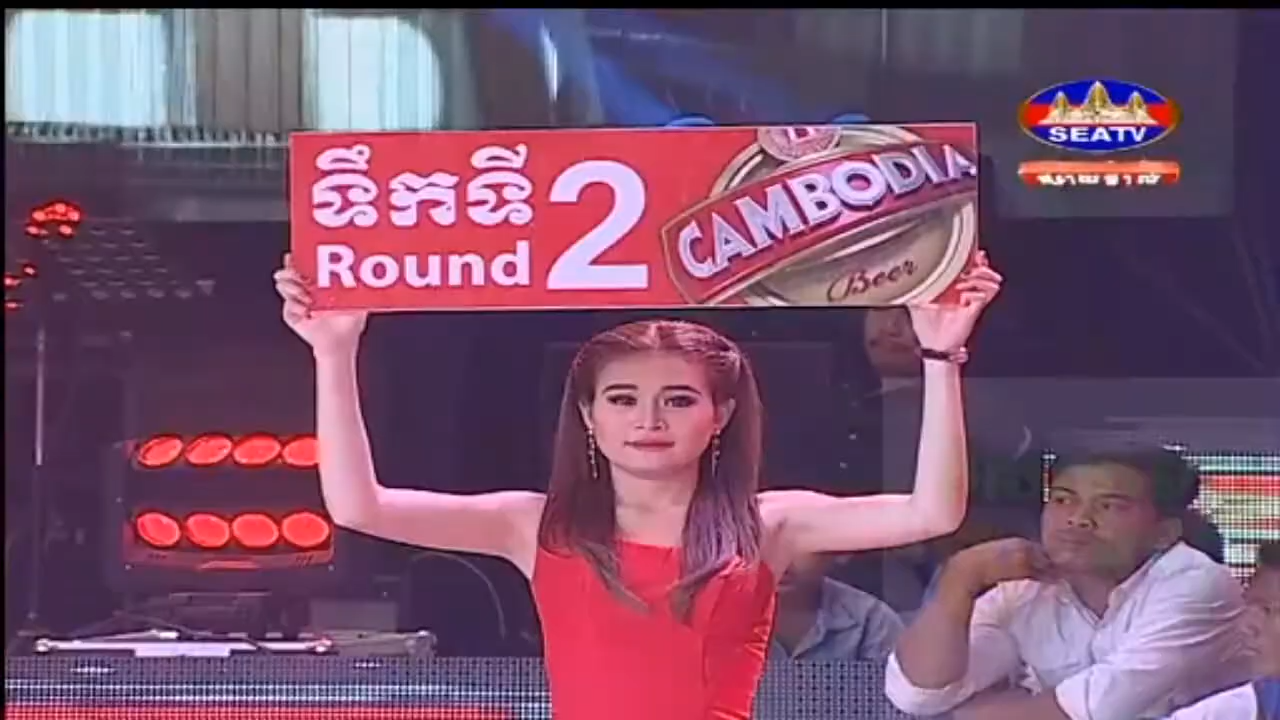 ទឹកទី 2
Round
CAMBODIA
Beer
SEATV